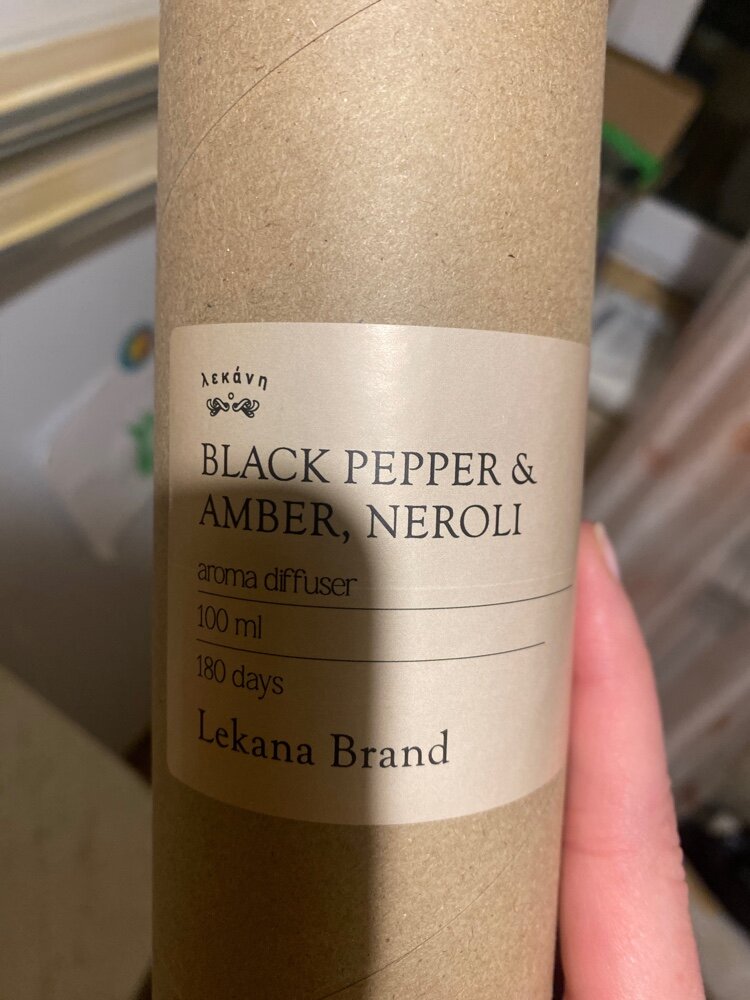 λεκάνη
BLACK PEPPER &
AMBER, NEROLI
aroma diffuser
100 ml
180 days
Lekana Brand